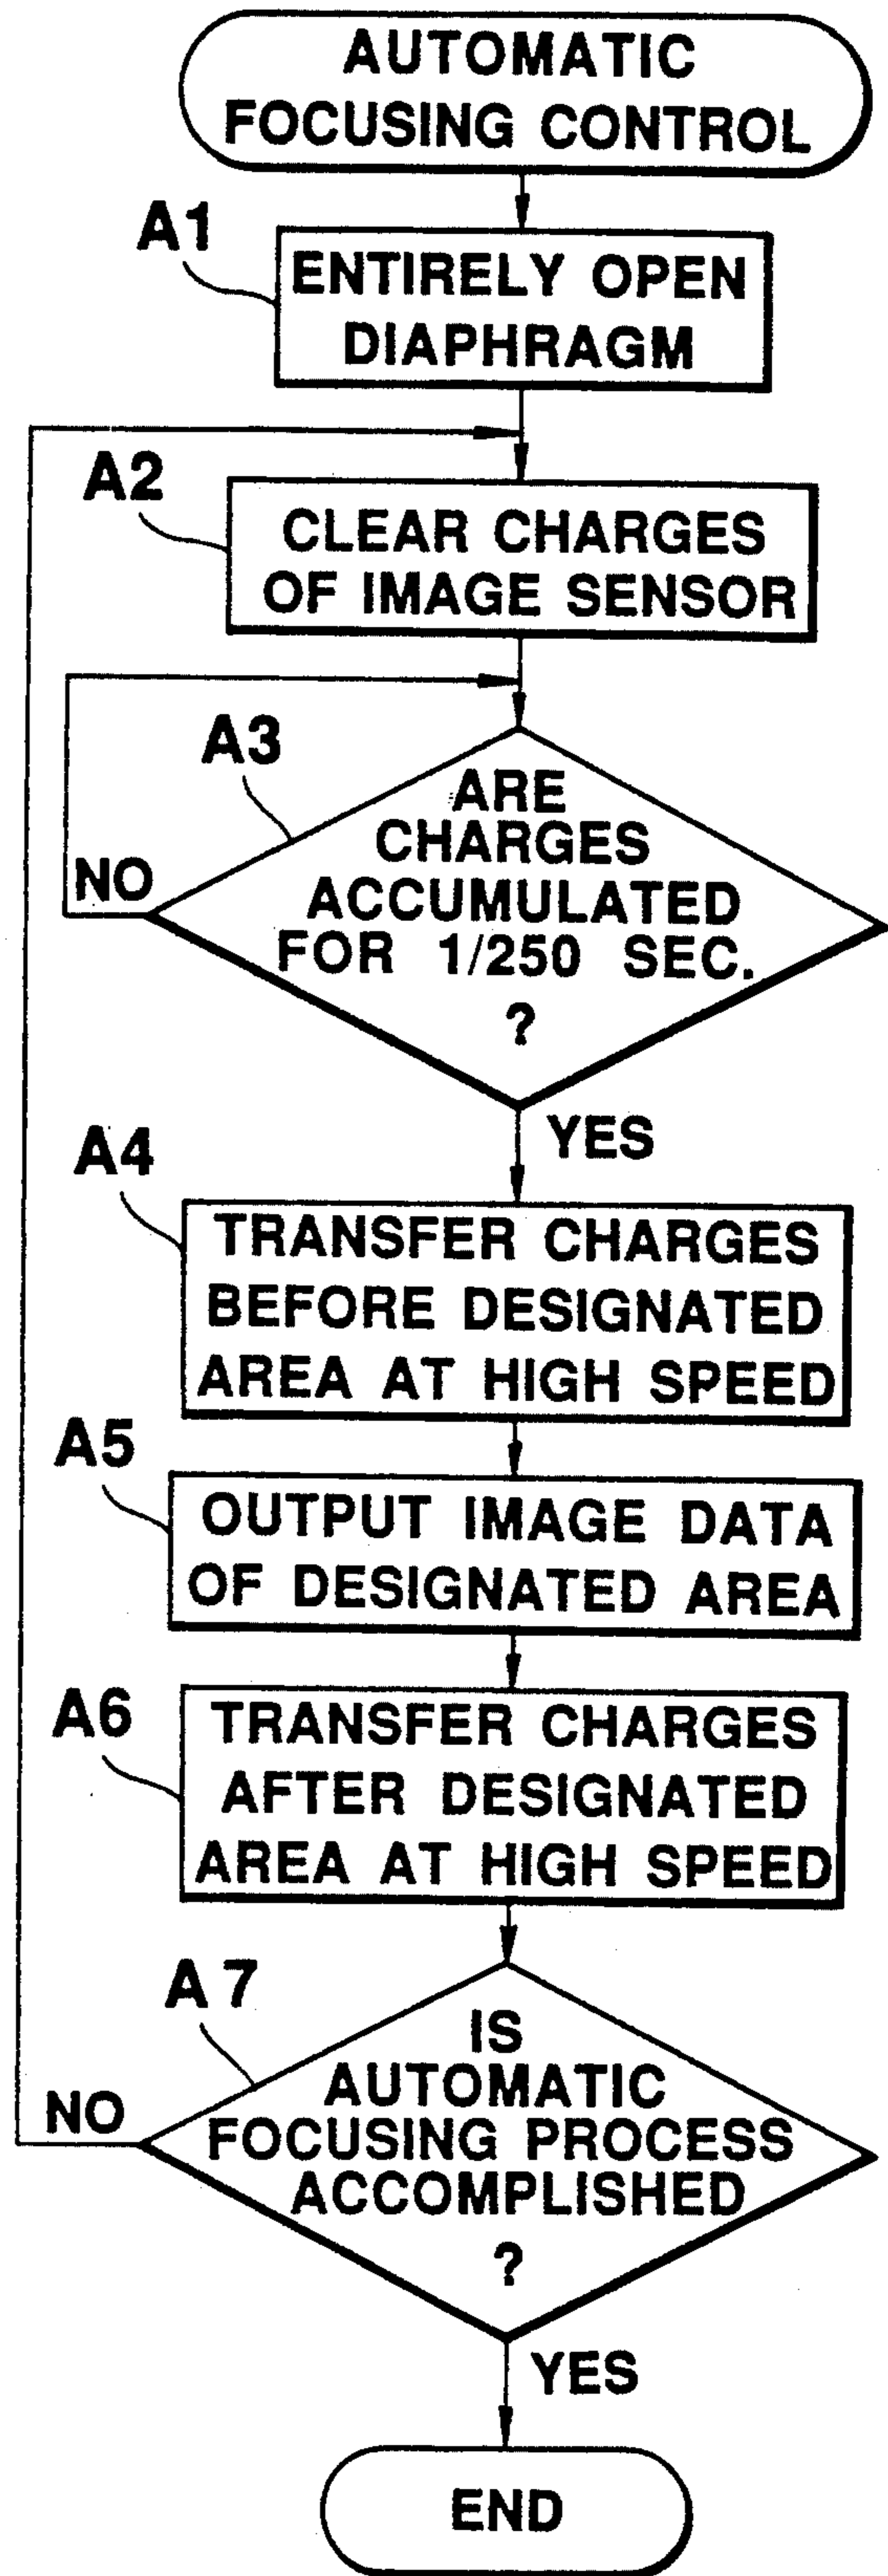 AUTOMATIC
FOCUSING CONTROL
A1
ENTIRELY OPEN
DIAPHRAGM
A2
CLEAR CHARGES
OF IMAGE SENSOR
A3
ARE
CHARGES
ACCUMULATED
FOR 1/250 SEC.
?
NO
YES
A4
TRANSFER CHARGES
BEFORE DESIGNATED
AREA AT HIGH SPEED
A5
OUTPUT IMAGE DATA
OF DESIGNATED AREA
A6
TRANSFER CHARGES
AFTER DESIGNATED
AREA AT HIGH SPEED
A7
IS
AUTOMATIC
FOCUSING PROCESS
ACCOMPLISHED
?
NO
YES
END